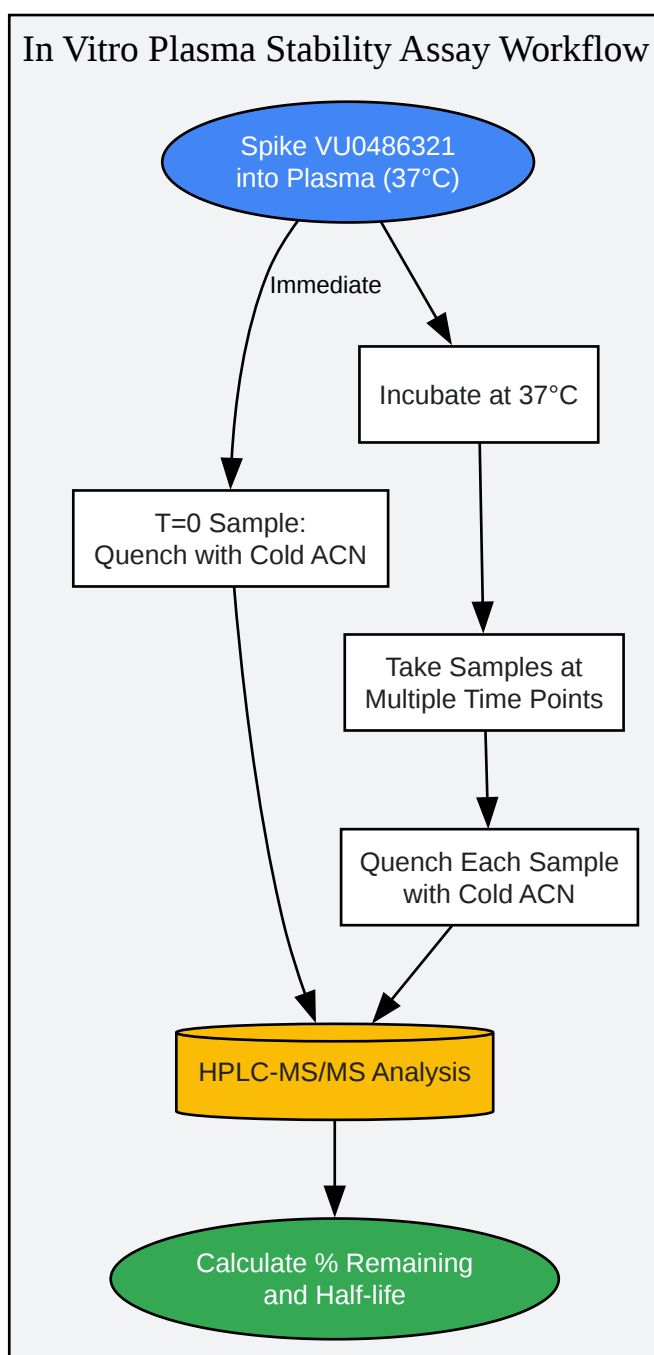 In Vitro Plasma Stability Assay Workflow
Spike VU0486321
into Plasma (37°C)
Immediate
Incubate at 37°C
T=0 Sample:
Quench with Cold ACN
Take Samples at
Multiple Time Points
Quench Each Sample
with Cold ACN
HPLC-MS/MS Analysis
Calculate % Remaining
and Half-life